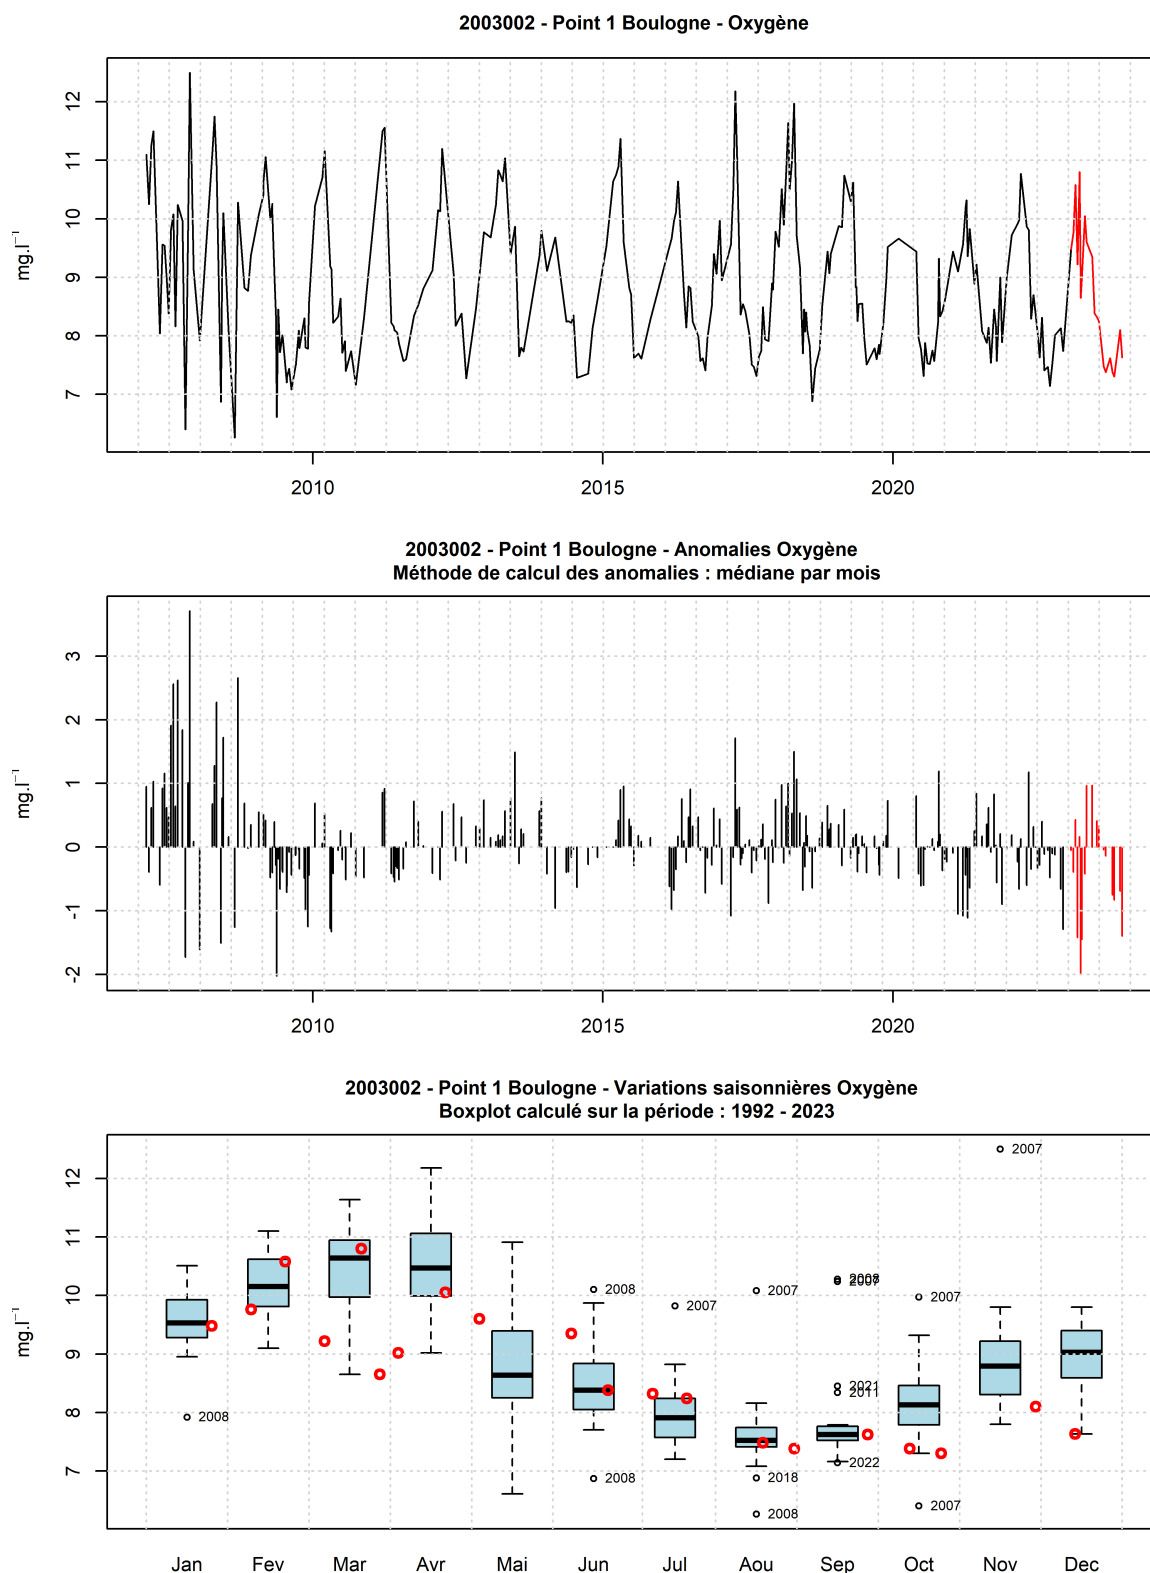 2003002 - Point 1 Boulogne - Oxygène
mg.l⁻¹
12
11
10
9
8
7
2010
2015
2020
2003002 - Point 1 Boulogne - Anomalies Oxygène
Méthode de calcul des anomalies : médiane par mois
mg.l⁻¹
3
2
1
0
-1
-2
2010
2015
2020
2003002 - Point 1 Boulogne - Variations saisonnières Oxygène
Boxplot calculé sur la période : 1992 - 2023
mg.l⁻¹
12
11
10
9
8
7
2007
2008
2007
2007
2008
2007
2021
2011
2008
2022
2008
2018
2008
2007
2007
Jan
Fev
Mar
Avr
Mai
Jun
Jul
Aou
Sep
Oct
Nov
Dec